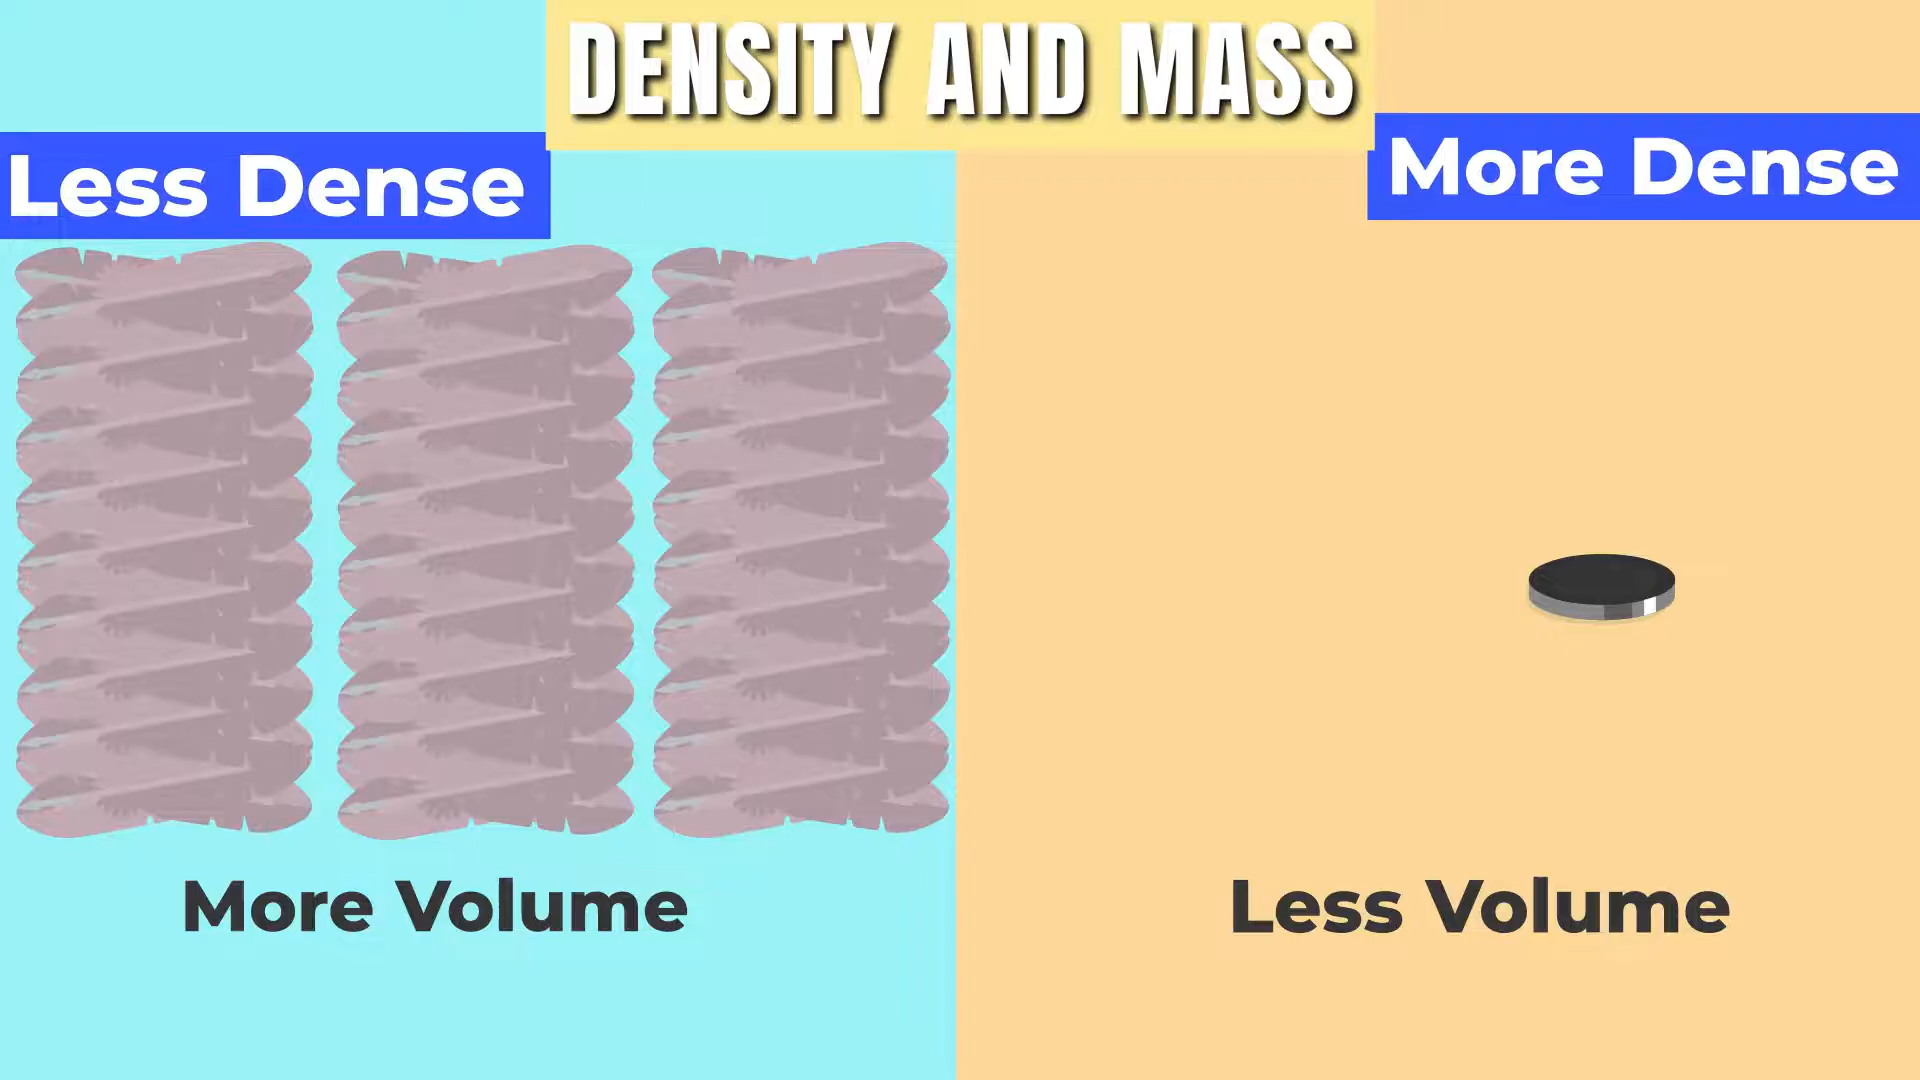 DENSITY AND MASS
Less Dense
More Dense
More Volume
Less Volume